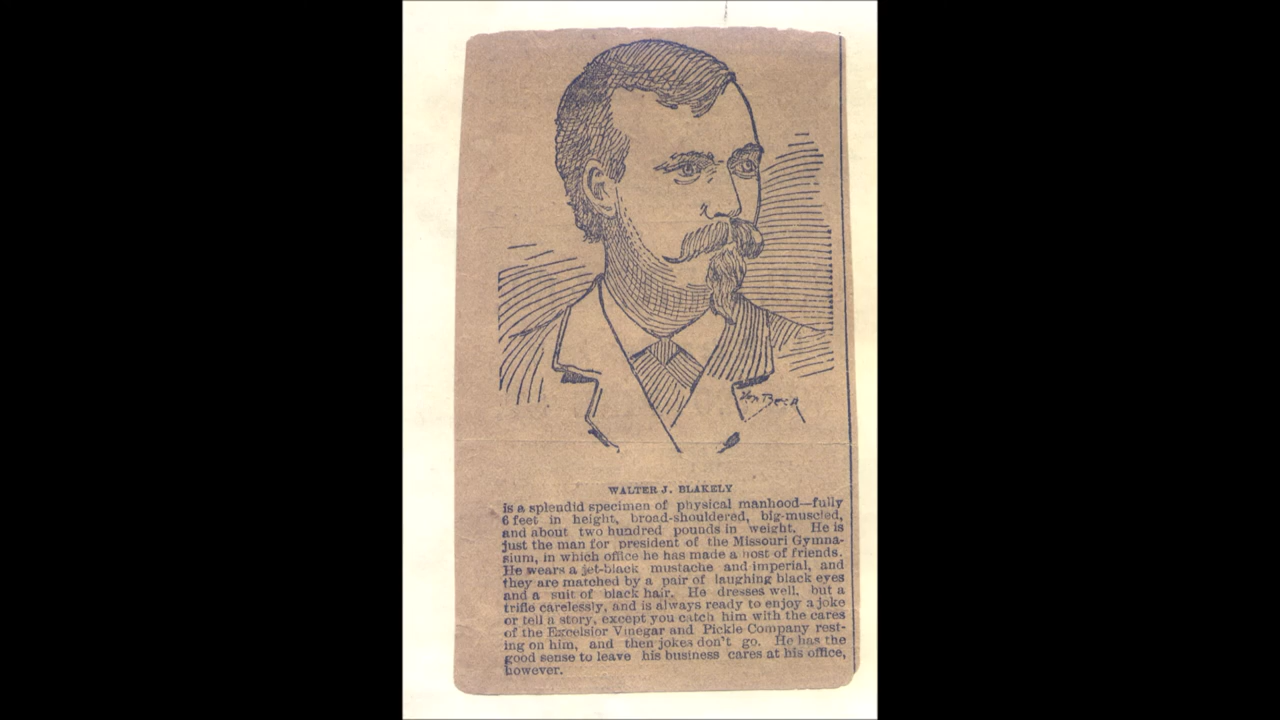 Von Beck
WALTER J. BLAKELY
is a splendid specimen of physical manhood—fully
6 feet in height, broad-shouldered, big-muscled,
and about two hundred pounds in weight. He is
just the man for president of the Missouri Gymna-
sium, in which office he has made a host of friends.
He wears a jet-black mustache and imperial, and
they are matched by a pair of laughing black eyes
and a suit of black hair. He dresses well, but a
trifle carelessly, and is always ready to enjoy a joke
or tell a story, except you catch him with the cares
of the Excelsior Vinegar and Pickle Company rest-
ing on him, and then jokes don't go. He has the
good sense to leave his business cares at his office,
however.